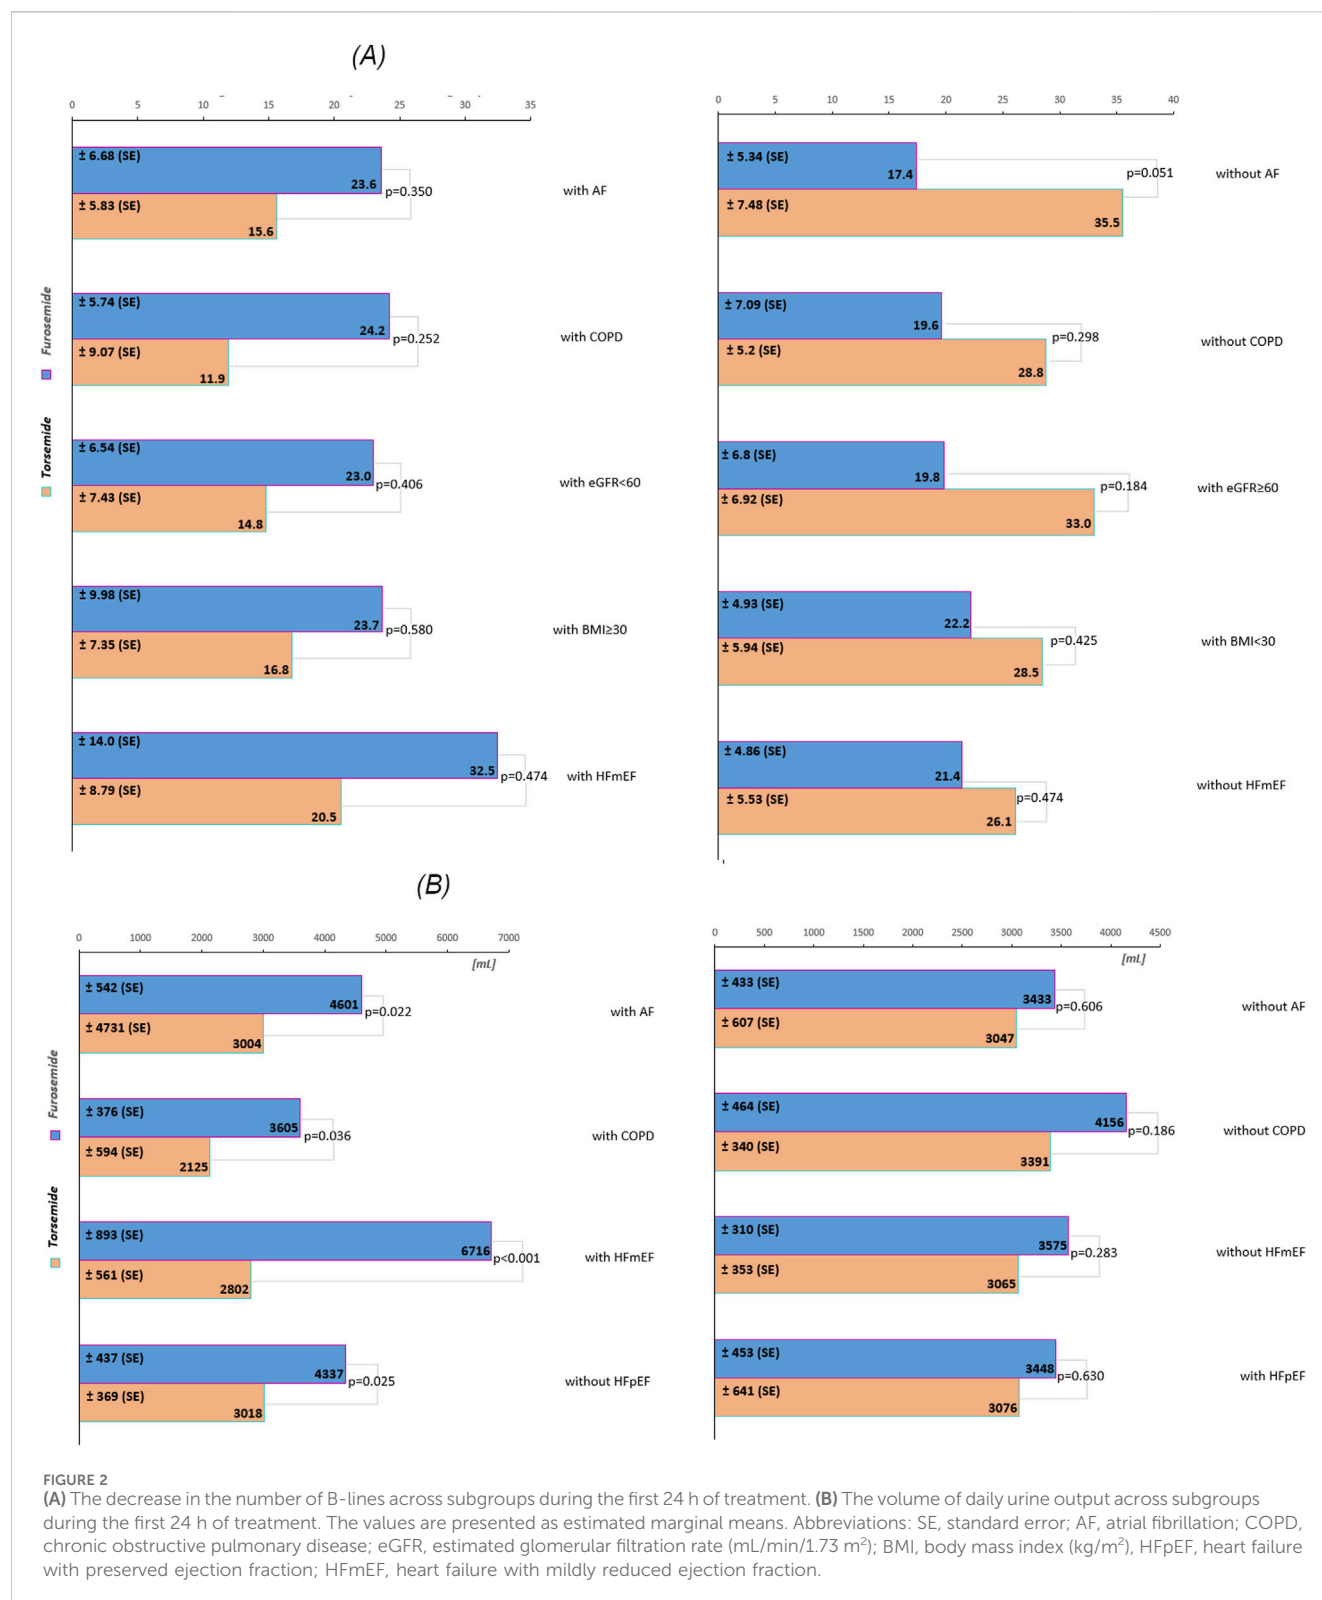 (A)
0 5 10 15 20 25 30 35
± 6.68 (SE)
23.6
p=0.350
with AF
± 5.83 (SE)
15.6
± 5.74 (SE)
24.2
p=0.252
with COPD
± 9.07 (SE)
11.9
± 6.54 (SE)
23.0
p=0.406
with eGFR<60
± 7.43 (SE)
14.8
± 9.98 (SE)
23.7
p=0.580
with BMI≥30
± 7.35 (SE)
16.8
± 14.0 (SE)
32.5
p=0.474
with HFmEF
± 8.79 (SE)
20.5
Furosemide
Torsemide
0 5 10 15 20 25 30 35 40
± 5.34 (SE)
17.4
p=0.051
without AF
± 7.48 (SE)
35.5
± 7.09 (SE)
19.6
p=0.298
without COPD
± 5.2 (SE)
28.8
± 6.8 (SE)
19.8
p=0.184
with eGFR≥60
± 6.92 (SE)
33.0
± 4.93 (SE)
22.2
p=0.425
with BMI<30
± 5.94 (SE)
28.5
± 4.86 (SE)
21.4
p=0.474
without HFmEF
± 5.53 (SE)
26.1
(B)
0 1000 2000 3000 4000 5000 6000 7000
[mL]
± 542 (SE)
4601
p=0.022
with AF
± 4731 (SE)
3004
± 376 (SE)
3605
p=0.036
with COPD
± 594 (SE)
2125
± 893 (SE)
6716
p<0.001
with HFmEF
± 561 (SE)
2802
± 437 (SE)
4337
p=0.025
without HFpEF
± 369 (SE)
3018
Furosemide
Torsemide
0 500 1000 1500 2000 2500 3000 3500 4000 4500
[mL]
± 433 (SE)
3433
p=0.606
without AF
± 607 (SE)
3047
± 464 (SE)
4156
p=0.186
without COPD
± 340 (SE)
3391
± 310 (SE)
3575
p=0.283
without HFmEF
± 353 (SE)
3065
± 453 (SE)
3448
p=0.630
with HFpEF
± 641 (SE)
3076
FIGURE 2
(A) The decrease in the number of B-lines across subgroups during the first 24 h of treatment. (B) The volume of daily urine output across subgroups
during the first 24 h of treatment. The values are presented as estimated marginal means. Abbreviations: SE, standard error; AF, atrial fibrillation; COPD,
chronic obstructive pulmonary disease; eGFR, estimated glomerular filtration rate (mL/min/1.73 m²); BMI, body mass index (kg/m²), HFpEF, heart failure
with preserved ejection fraction; HFmEF, heart failure with mildly reduced ejection fraction.